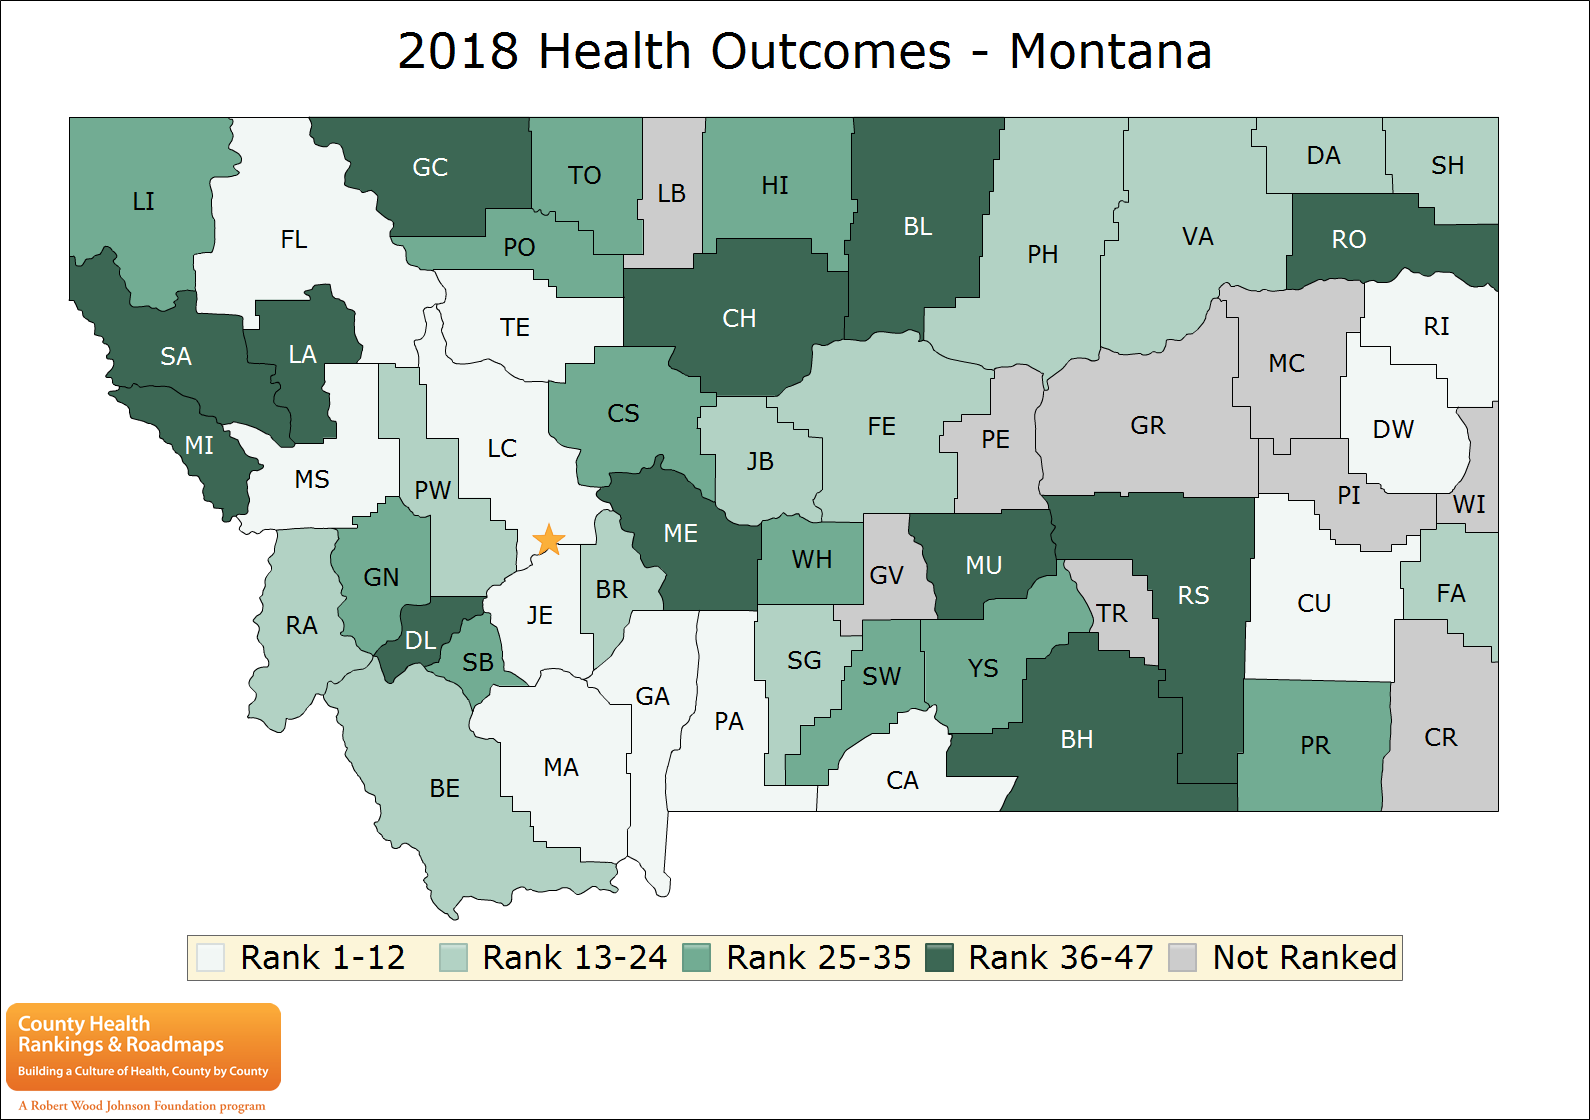 2018 Health Outcomes - Montana
GC
TO
LB
HI
BL
DA
SH
LI
FL
PO
PH
VA
RO
TE
CH
RI
SA
LA
MC
CS
FE
GR
DW
MI
LC
JB
PE
MS
PW
PI
WI
ME
WH
GV
MU
GN
BR
TR
RS
CU
FA
RA
JE
DL
SB
SG
SW
YS
GA
PA
BH
PR
CR
MA
CA
BE
Rank 1-12 Rank 13-24 Rank 25-35 Rank 36-47 Not Ranked
County Health
Rankings & Roadmaps
Building a Culture of Health, County by County
A Robert Wood Johnson Foundation program